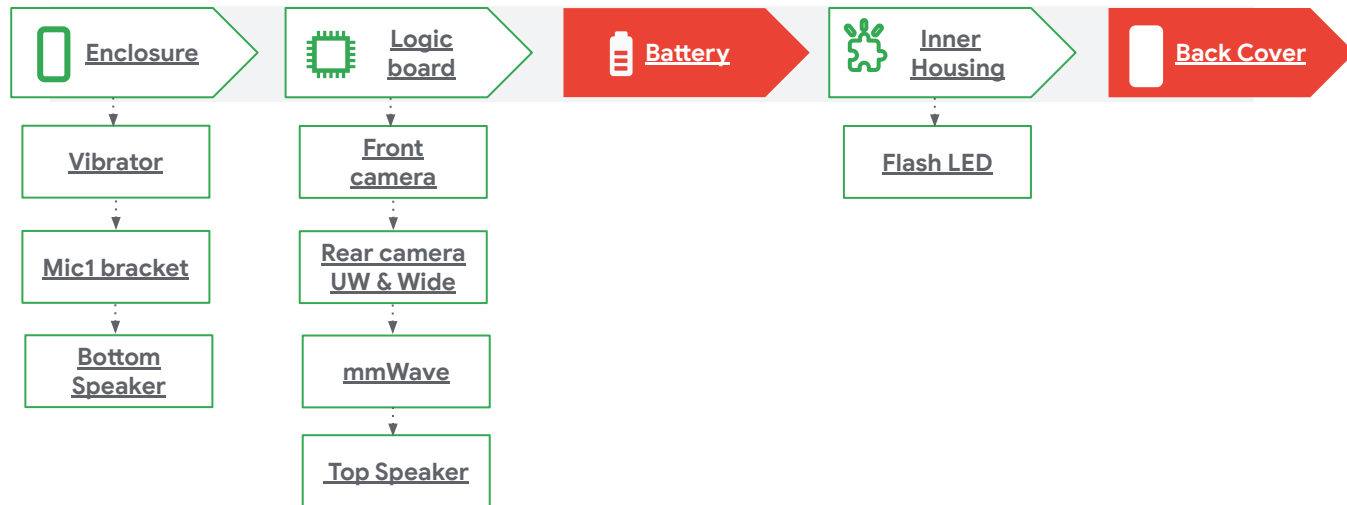 Enclosure
Logic
board
Battery
Inner
Housing
Back Cover
Vibrator
Front
camera
Flash LED
Mic1 bracket
Rear camera
UW & Wide
Bottom
Speaker
mmWave
Top Speaker